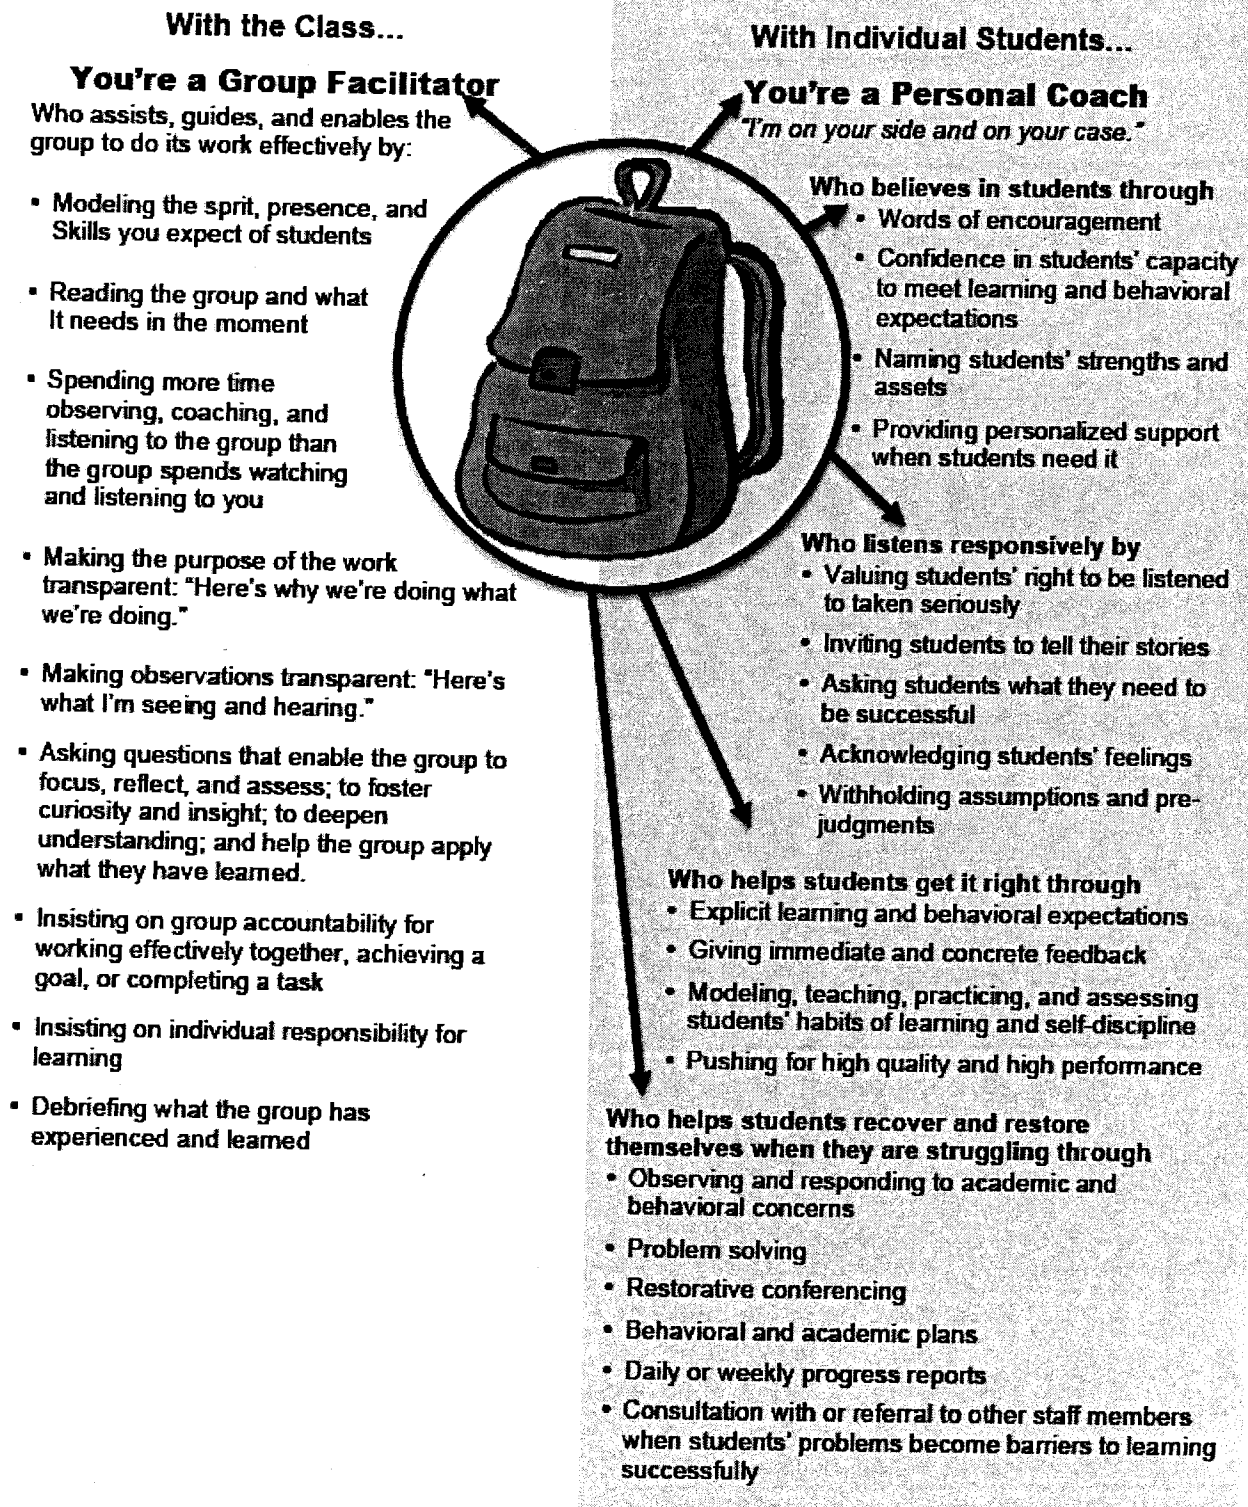 With the Class...
You're a Group Facilitator
Who assists, guides, and enables the
group to do its work effectively by:
▪ Modeling the sprit, presence, and
Skills you expect of students
▪ Reading the group and what
It needs in the moment
▪ Spending more time
observing, coaching, and
listening to the group than
the group spends watching
and listening to you
▪ Making the purpose of the work
transparent: "Here's why we're doing what
we're doing."
▪ Making observations transparent: "Here's
what I'm seeing and hearing."
▪ Asking questions that enable the group to
focus, reflect, and assess; to foster
curiosity and insight; to deepen
understanding; and help the group apply
what they have learned.
▪ Insisting on group accountability for
working effectively together, achieving a
goal, or completing a task
▪ Insisting on individual responsibility for
learning
▪ Debriefing what the group has
experienced and learned
With Individual Students...
You're a Personal Coach
"I'm on your side and on your case."
Who believes in students through
• Words of encouragement
• Confidence in students' capacity
to meet learning and behavioral
expectations
• Naming students' strengths and
assets
• Providing personalized support
when students need it
Who listens responsively by
• Valuing students' right to be listened
to taken seriously
• Inviting students to tell their stories
• Asking students what they need to
be successful
• Acknowledging students' feelings
• Withholding assumptions and pre-
judgments
Who helps students get it right through
• Explicit learning and behavioral expectations
• Giving immediate and concrete feedback
• Modeling, teaching, practicing, and assessing
students' habits of learning and self-discipline
• Pushing for high quality and high performance
Who helps students recover and restore
themselves when they are struggling through
• Observing and responding to academic and
behavioral concerns
• Problem solving
• Restorative conferencing
• Behavioral and academic plans
• Daily or weekly progress reports
• Consultation with or referral to other staff members
when students' problems become barriers to learning
successfully